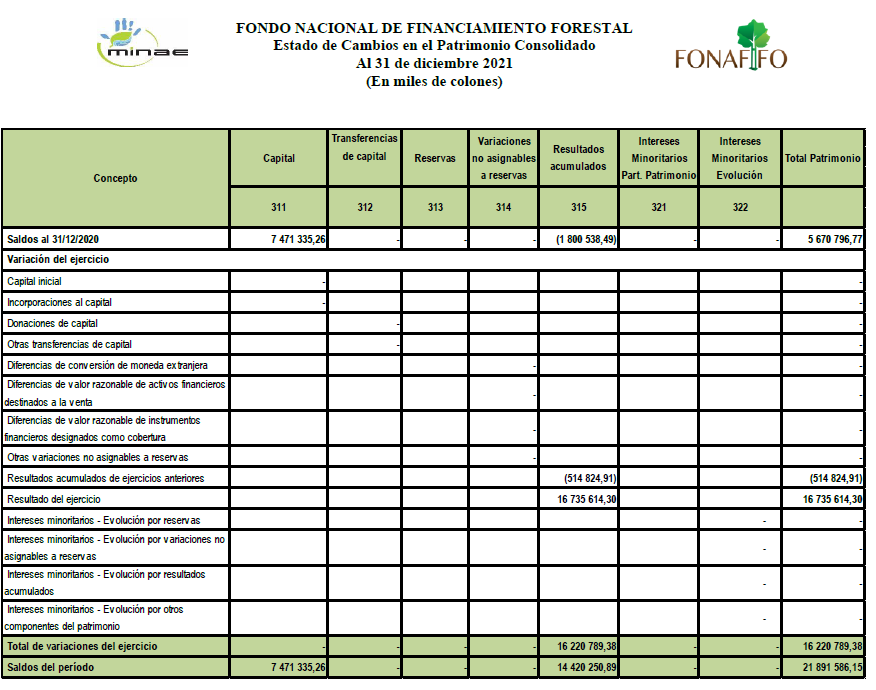 minae
FONDO NACIONAL DE FINANCIAMIENTO FORESTAL
Estado de Cambios en el Patrimonio Consolidado
Al 31 de diciembre 2021
(En miles de colones)
FONAFIFO
Concepto
Capital
Transferencias
de capital
Reservas
Variaciones
no asignables
a reservas
Resultados
acumulados
Intereses
Minoritarios
Part. Patrimonio
Intereses
Minoritarios
Evolución
Total Patrimonio
311 312 313 314 315 321 322
Saldos al 31/12/2020 7 471 335,26 - - - (1 800 538,49) - - 5 670 796,77
Variación del ejercicio
Capital inicial - -
Incorporaciones al capital - -
Donaciones de capital - -
Otras transferencias de capital - -
Diferencias de conversión de moneda extranjera - -
Diferencias de valor razonable de activos financieros
destinados a la venta - -
Diferencias de valor razonable de instrumentos
financieros designados como cobertura - -
Otras variaciones no asignables a reservas - -
Resultados acumulados de ejercicios anteriores (514 824,91) (514 824,91)
Resultado del ejercicio 16 735 614,30 16 735 614,30
Intereses minoritarios - Evolución por reservas - -
Intereses minoritarios - Evolución por variaciones no
asignables a reservas - -
Intereses minoritarios - Evolución por resultados
acumulados - -
Intereses minoritarios - Evolución por otros
componentes del patrimonio - -
Total de variaciones del ejercicio - - - - 16 220 789,38 - - 16 220 789,38
Saldos del período 7 471 335,26 - - - 14 420 250,89 - - 21 891 586,15